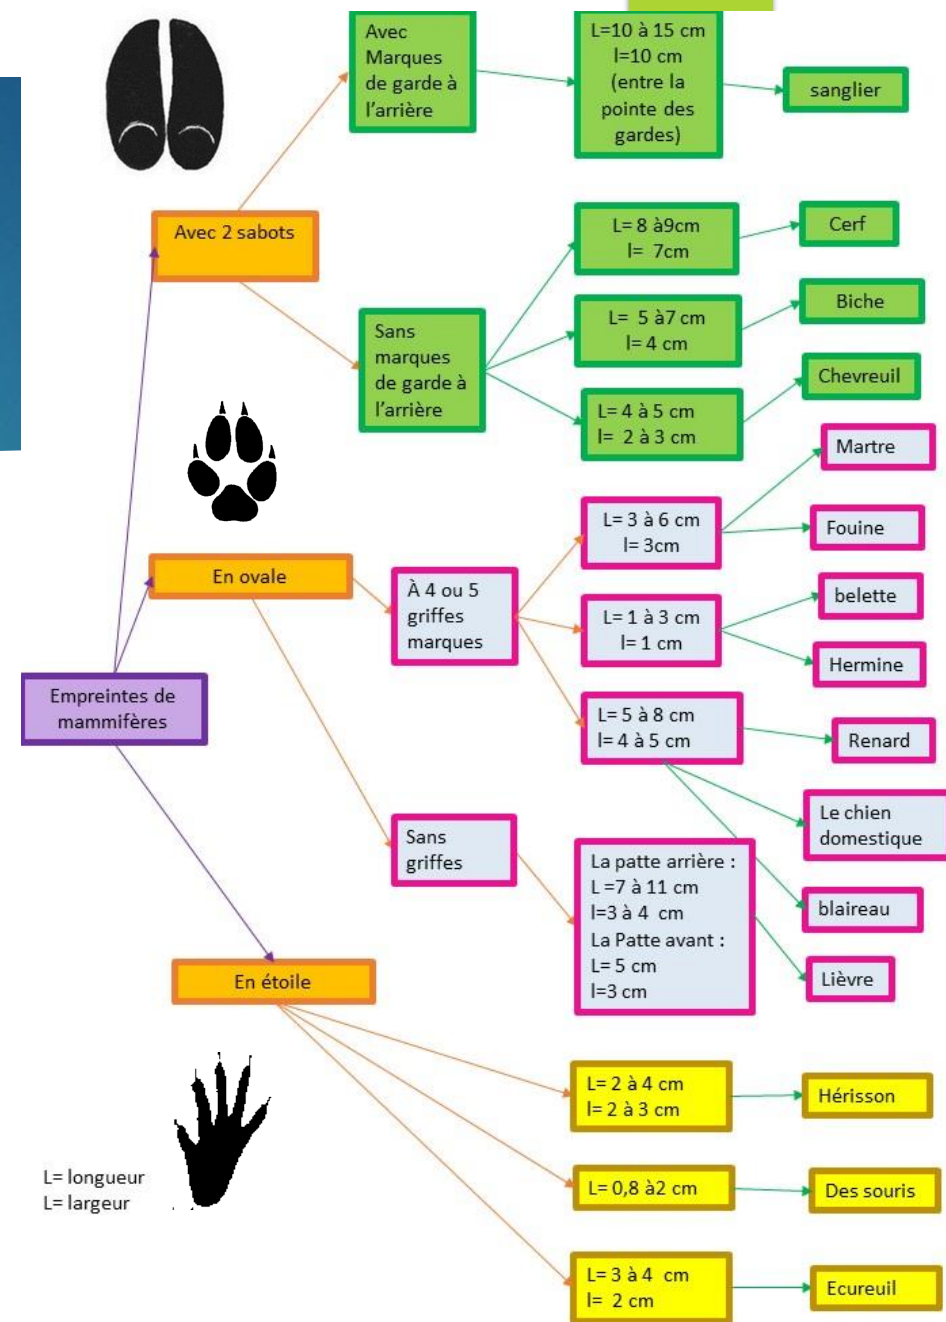 Avec
Marques
de garde à
l'arrière
L=10 à 15 cm
l=10 cm
(entre la
pointe des
gardes)
sanglier
Avec 2 sabots
L= 8 à9cm
l= 7cm
Cerf
Sans
marques
de garde à
l'arrière
L= 5 à7 cm
l= 4 cm
Biche
L= 4 à 5 cm
l= 2 à 3 cm
Chevreuil
En ovale
À 4 ou 5
griffes
marques
L= 3 à 6 cm
l= 3cm
Martre
Fouine
L= 1 à 3 cm
l= 1 cm
belette
Hermine
Empreintes de
mammifères
L= 5 à 8 cm
l= 4 à 5 cm
Renard
Le chien
domestique
blaireau
Sans
griffes
La patte arrière :
L =7 à 11 cm
l=3 à 4 cm
La Patte avant :
L= 5 cm
l=3 cm
Lièvre
En étoile
L= 2 à 4 cm
l= 2 à 3 cm
Hérisson
L= 0,8 à2 cm
Des souris
L= 3 à 4 cm
l= 2 cm
Ecureuil
L= longueur
L= largeur